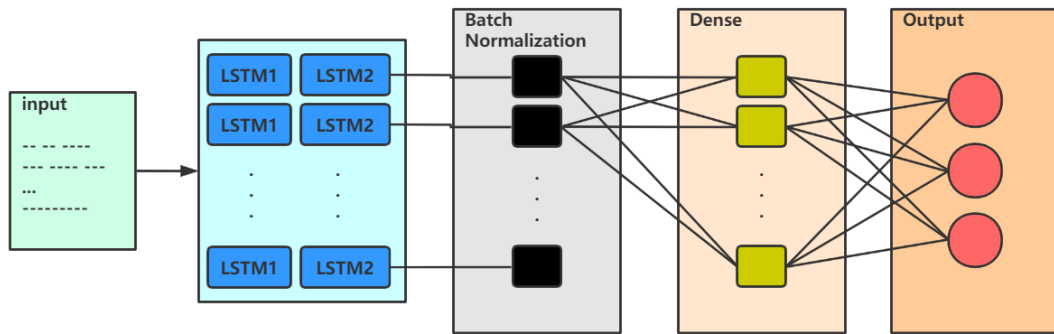 Batch
Normalization
Dense
Output
input
-- -- ----
--- ---- ---
...
---------
LSTM1
LSTM2
LSTM1
LSTM2
LSTM1
LSTM2